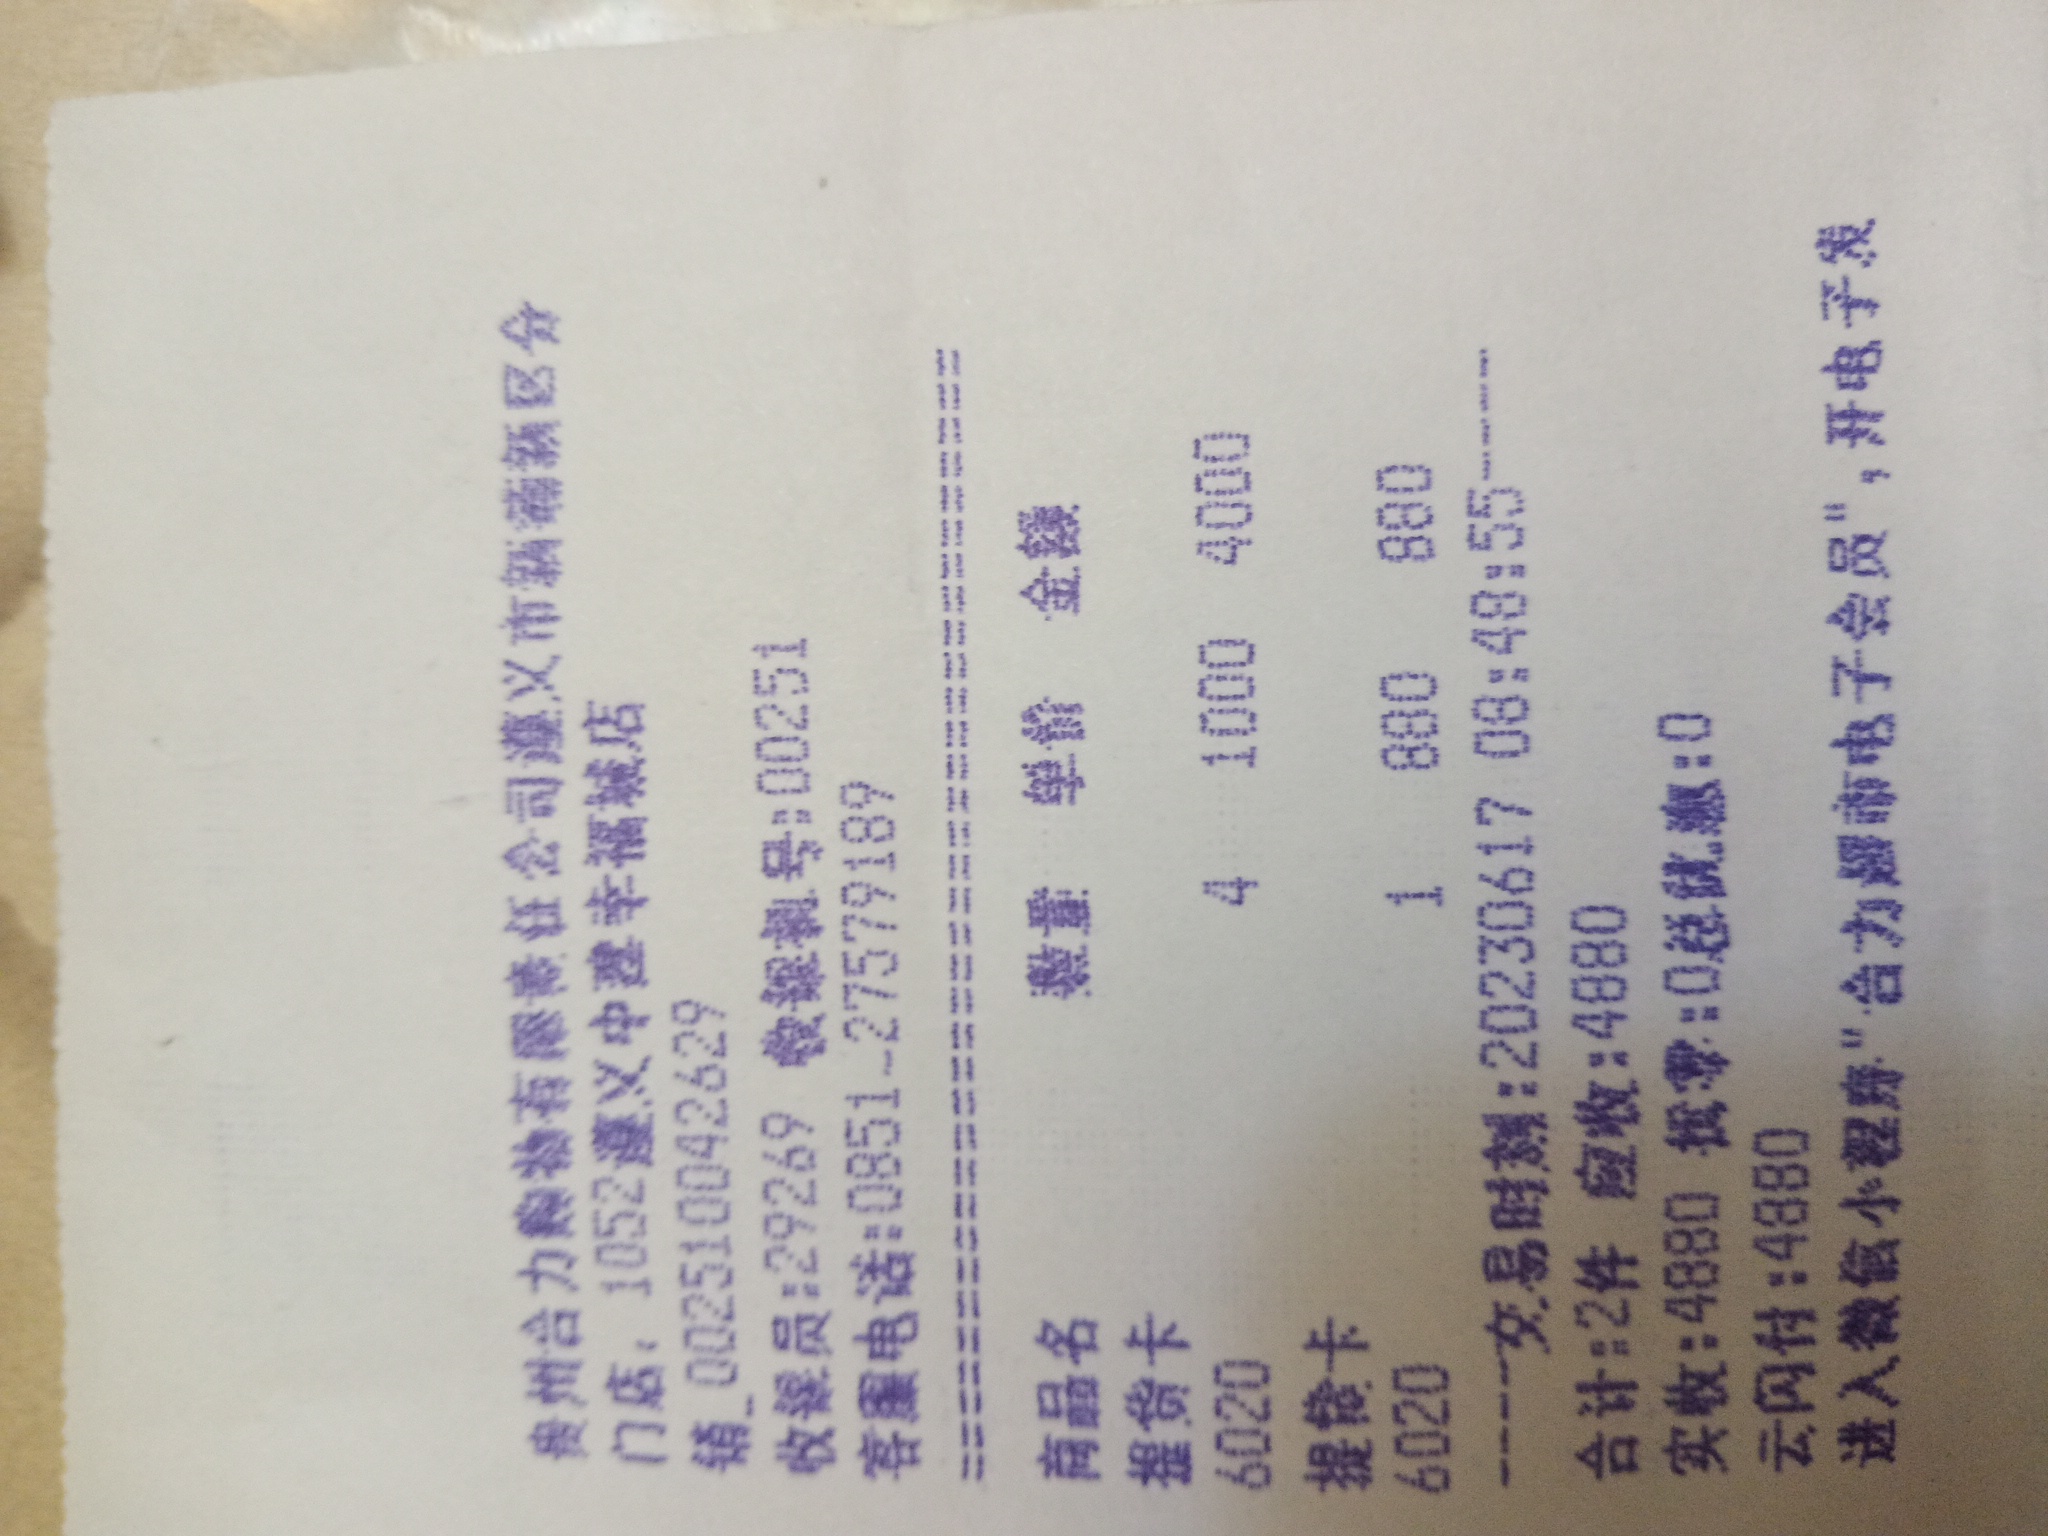 贵州合力购物有限责任公司遵义市新蒲新区分
门店：1052遵义中建幸福城店
销_00251004262​9
收银员:29269 收银机号:00251
客服电话:0851-27579189
================================
商品名 数量 单价 金额
提货卡
6020 4 1000 4000
提货卡
6020 1 880 880
----交易时刻:20230617 08:48:55----
合计:2件 应收:4880
实收:4880 抹零:0总优惠:0
云闪付:4880
进入微信小程序"合力超市电子会员",开电子发